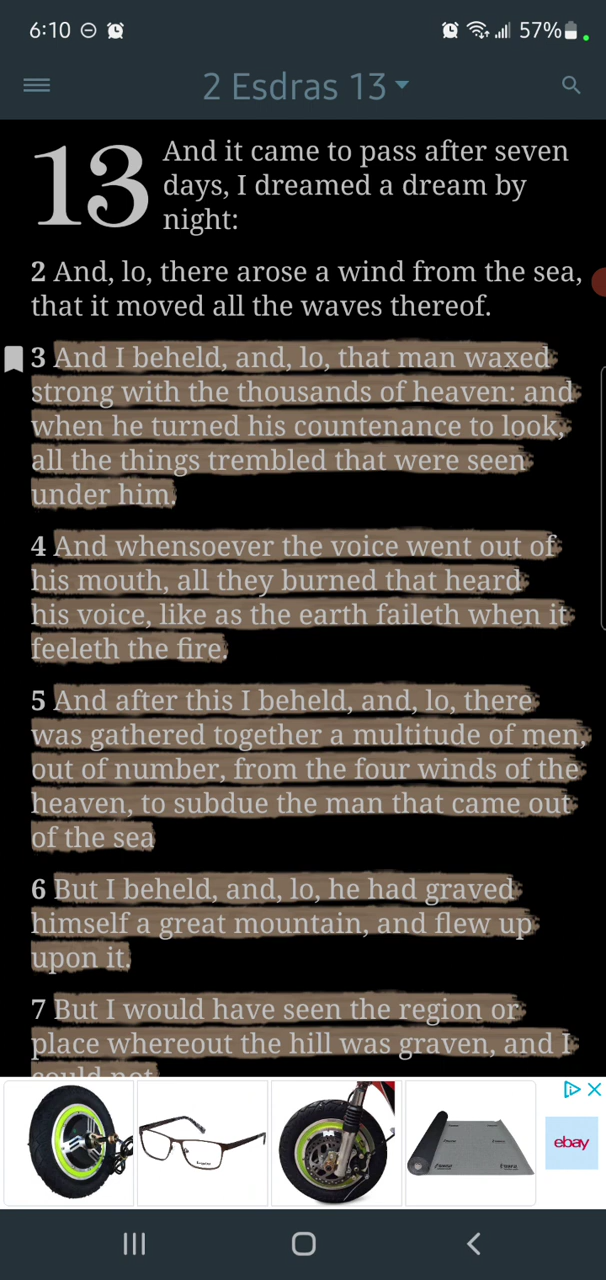 6:10
57%
2 Esdras 13
13 And it came to pass after seven
days, I dreamed a dream by
night:
2 And, lo, there arose a wind from the sea,
that it moved all the waves thereof.
3 And I beheld, and, lo, that man waxed
strong with the thousands of heaven: and
when he turned his countenance to look,
all the things trembled that were seen
under him.
4 And whensoever the voice went out of
his mouth, all they burned that heard
his voice, like as the earth faileth when it
feeleth the fire.
5 And after this I beheld, and, lo, there
was gathered together a multitude of men,
out of number, from the four winds of the
heaven, to subdue the man that came out
of the sea
6 But I beheld, and, lo, he had graved
himself a great mountain, and flew up
upon it.
7 But I would have seen the region or
place whereout the hill was graven, and I
could not.
ebay